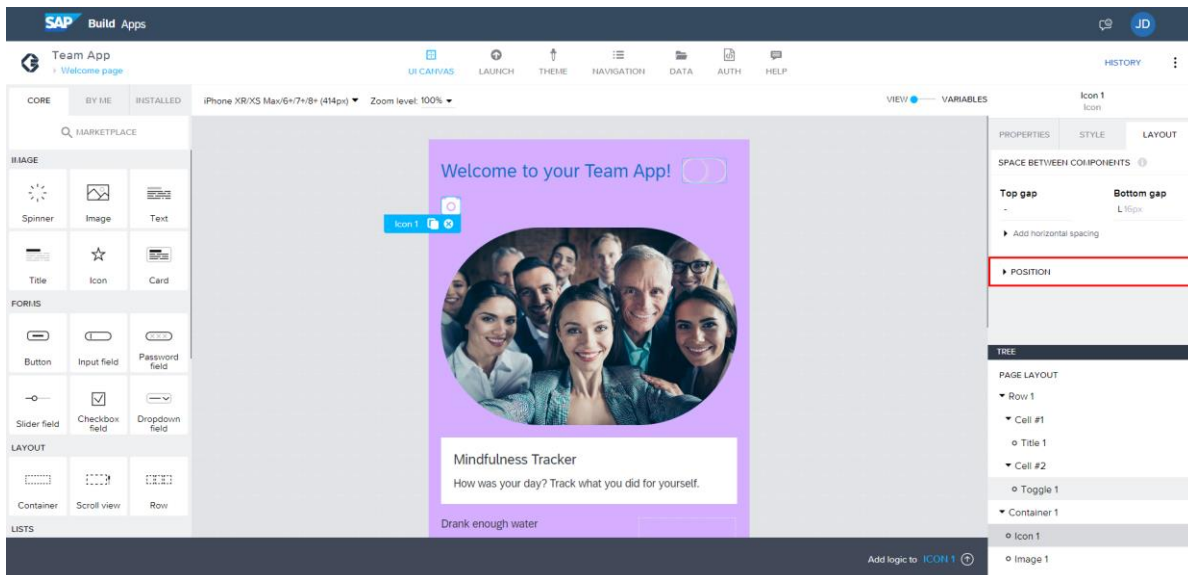 SAP Build Apps
JD
Team App
> Welcome page
UI CANVAS LAUNCH THEME NAVIGATION DATA AUTH HELP
HISTORY
CORE BY ME INSTALLED
iPhone XR/XS Max/6+/7+/8+ (414px) Zoom level: 100%
VIEW VARIABLES
Icon 1
Icon
MARKETPLACE
PROPERTIES STYLE LAYOUT
IMAGE
Spinner Image Text
Title Icon Card
FORMS
Button Input field Password field
Slider field Checkbox field Dropdown field
LAYOUT
Container Scroll view Row
LISTS
Welcome to your Team App!
Icon 1
Mindfulness Tracker
How was your day? Track what you did for yourself.
Drank enough water
SPACE BETWEEN COMPONENTS
Top gap Bottom gap
- L 16px
Add horizontal spacing
POSITION
TREE
PAGE LAYOUT
Row 1
Cell #1
Title 1
Cell #2
Toggle 1
Container 1
Icon 1
Image 1
Add logic to ICON 1